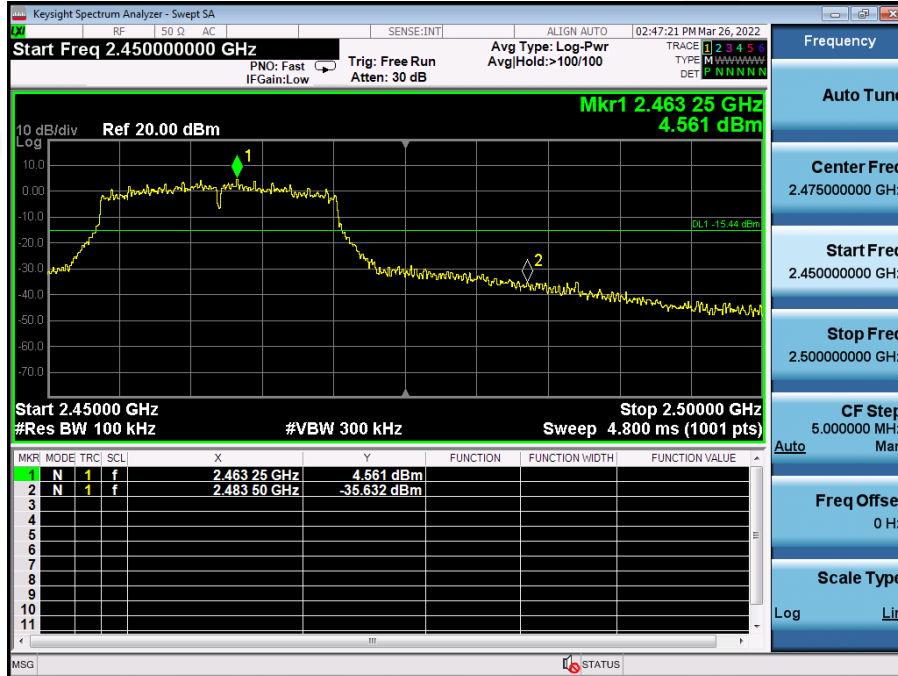 Keysight Spectrum Analyzer - Swept SA
LXI
RF 50 Ω AC SENSE:INT ALIGN AUTO 02:47:21 PM Mar 26, 2022
Start Freq 2.450000000 GHz
PNO: Fast
IFGain:Low
Trig: Free Run
Atten: 30 dB
Avg Type: Log-Pwr
Avg|Hold:>100/100
TRACE 1 2 3 4 5 6
TYPE M WWWWW
DET P N N N N N
Mkr1 2.463 25 GHz
4.561 dBm
10 dB/div Ref 20.00 dBm
Log
10.0
0.00
-10.0
-20.0
-30.0
-40.0
-50.0
-60.0
-70.0
1
2
DL1 -15.44 dBm
Start 2.45000 GHz Stop 2.50000 GHz
#Res BW 100 kHz #VBW 300 kHz Sweep 4.800 ms (1001 pts)
MKR MODE TRC SCL X Y FUNCTION FUNCTION WIDTH FUNCTION VALUE
1 N 1 f 2.463 25 GHz 4.561 dBm
2 N 1 f 2.483 50 GHz -35.632 dBm
3
4
5
6
7
8
9
10
11
MSG STATUS
Frequency
Auto Tune
Center Freq
2.475000000 GHz
Start Freq
2.450000000 GHz
Stop Freq
2.500000000 GHz
CF Step
5.000000 MHz
Auto Man
Freq Offset
0 Hz
Scale Type
Log Lin